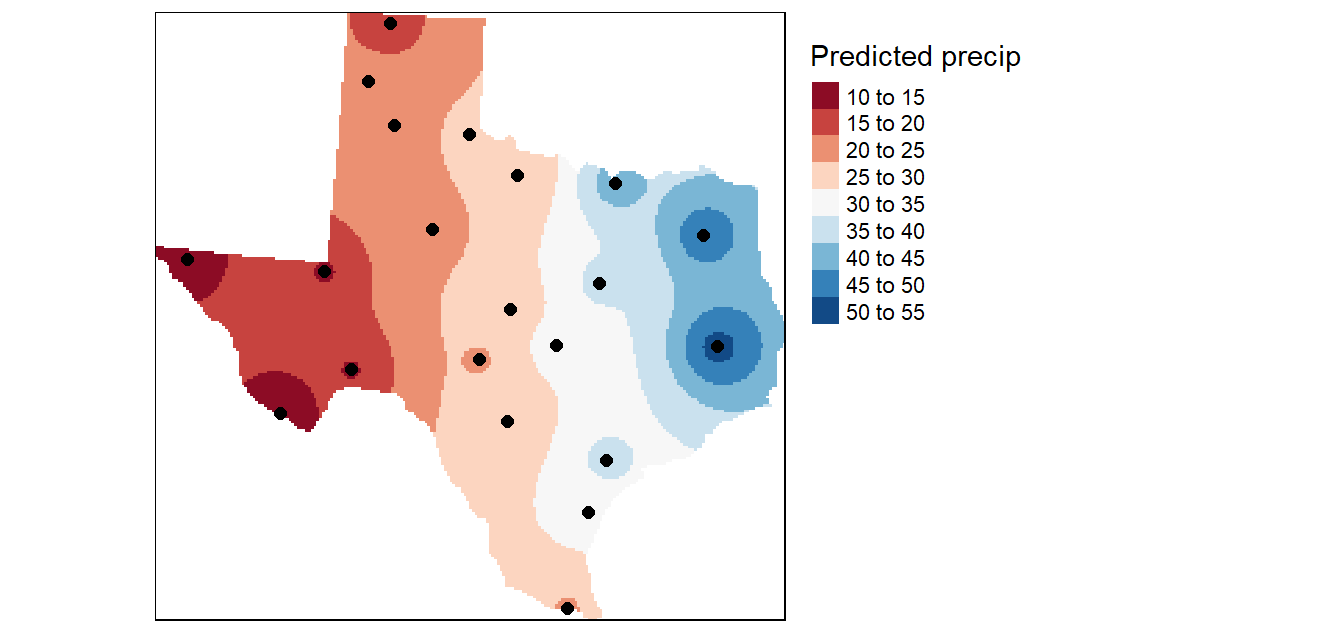 Predicted precip
10 to 15
15 to 20
20 to 25
25 to 30
30 to 35
35 to 40
40 to 45
45 to 50
50 to 55